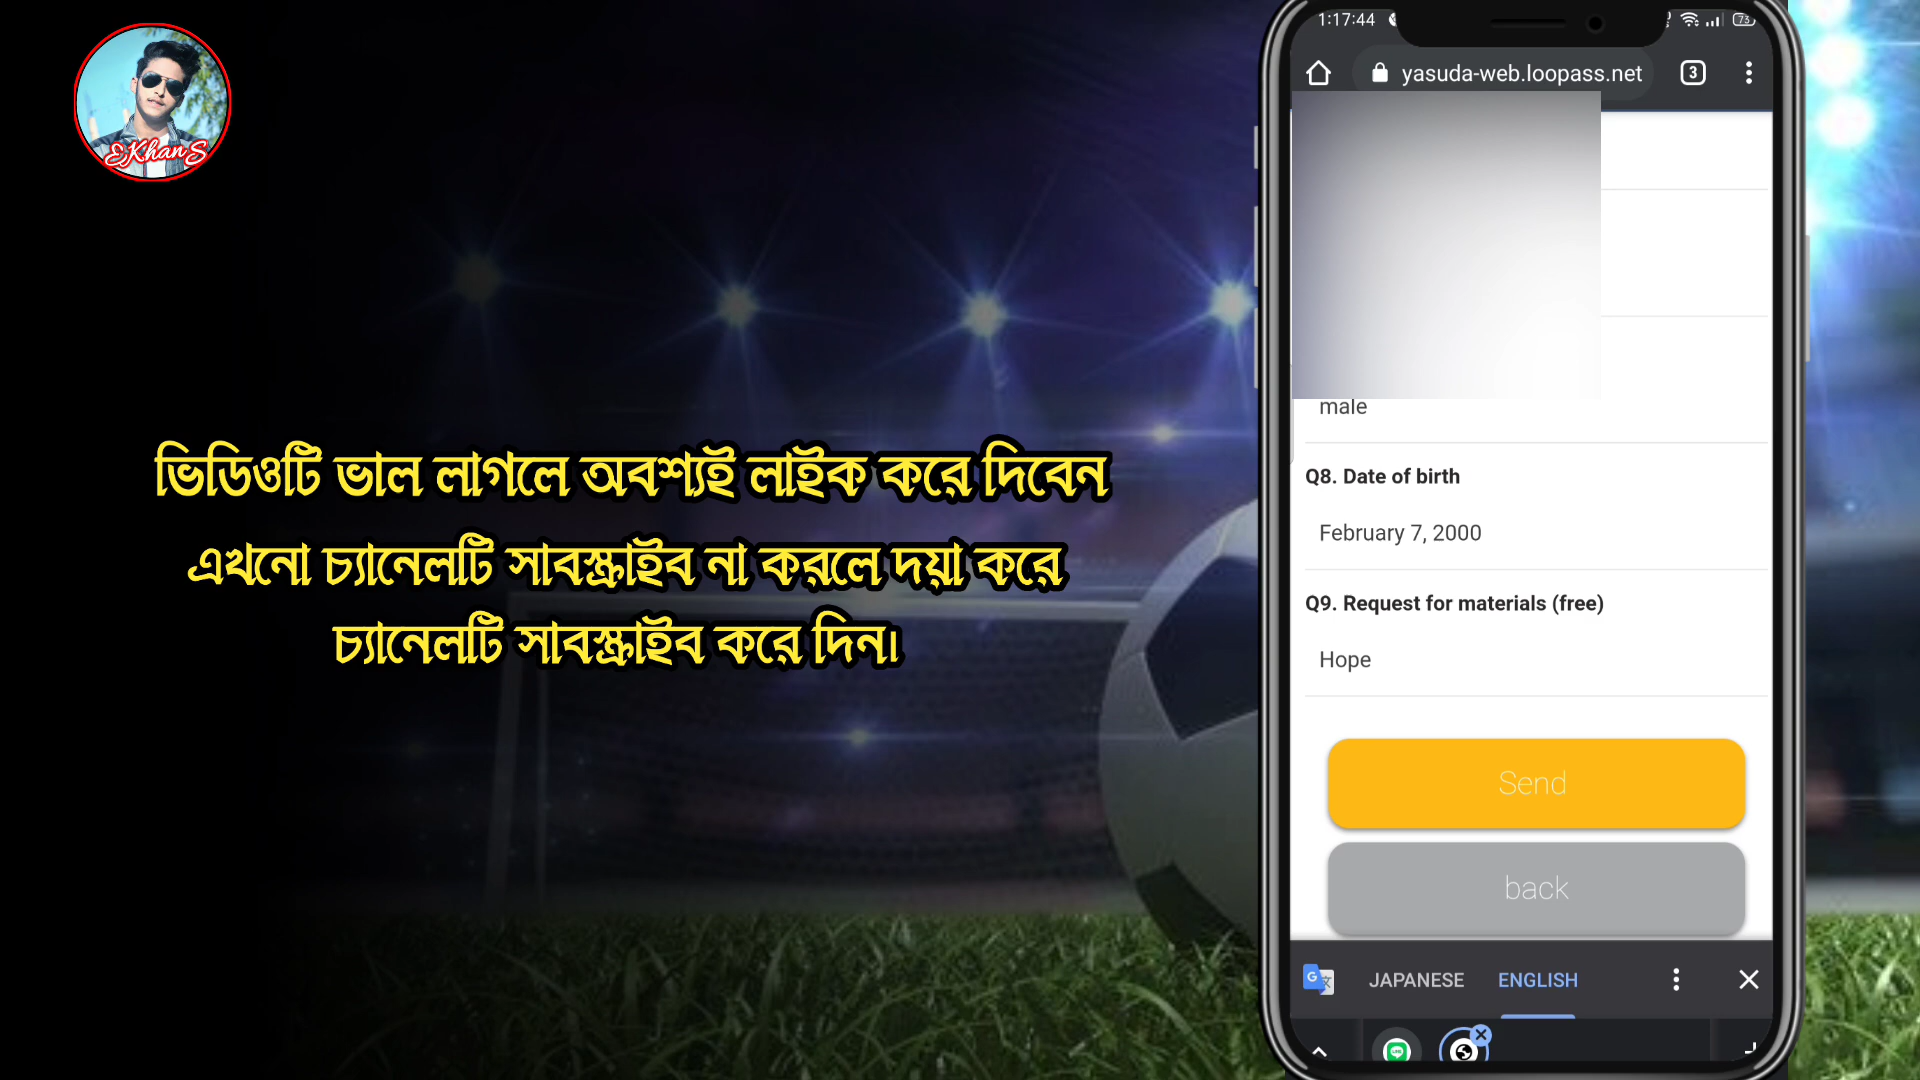 EKhanS
ভিডিওটি ভাল লাগলে অবশ্যই লাইক করে দিবেন
এখনো চ্যানেলটি সাবস্ক্রাইব না করলে দয়া করে
চ্যানেলটি সাবস্ক্রাইব করে দিন।
1:17:44
73
yasuda-web.loopass.net
3
male
Q8. Date of birth
February 7, 2000
Q9. Request for materials (free)
Hope
Send
back
JAPANESE ENGLISH